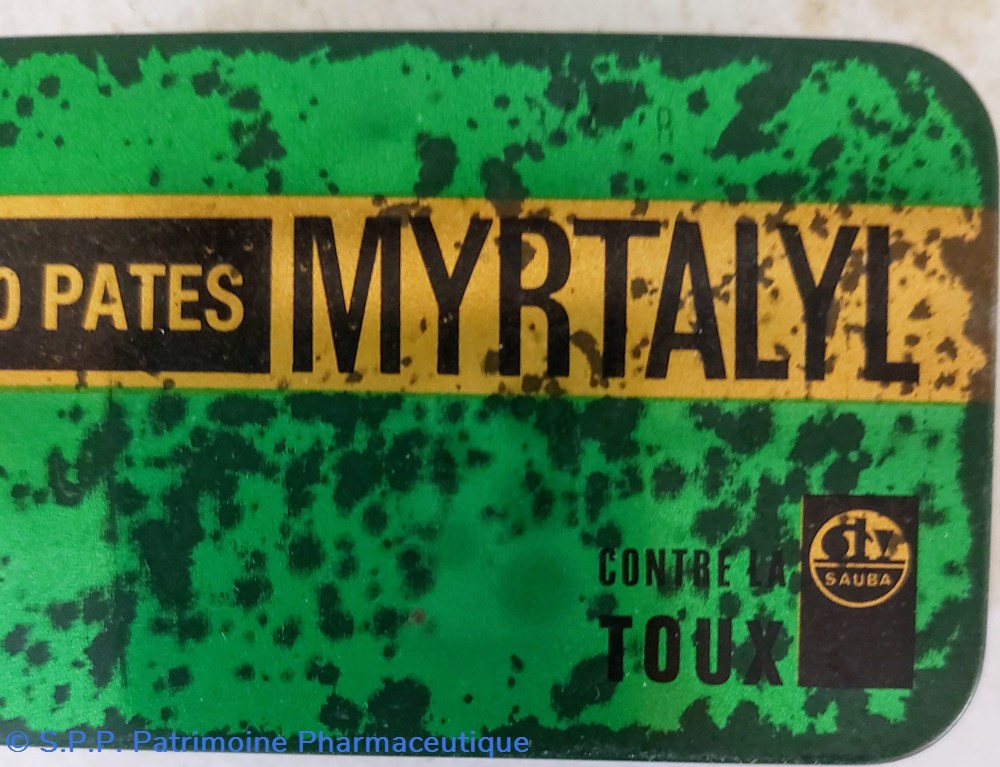 PATES MYRTALYL
CONTRE LA
TOUX
SAUBA
© S.P.P. Patrimoine Pharmaceutique